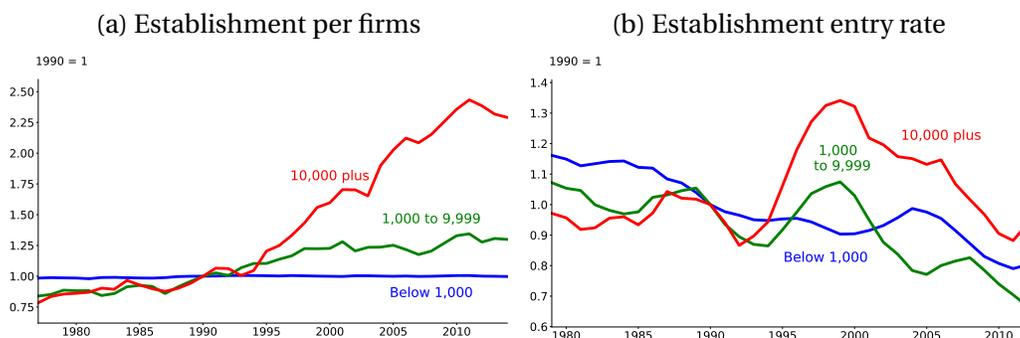 (a) Establishment per firms
1990 = 1
2.50
2.25
2.00
1.75
1.50
1.25
1.00
0.75
10,000 plus
1,000 to 9,999
Below 1,000
1980 1985 1990 1995 2000 2005 2010
(b) Establishment entry rate
1990 = 1
1.4
1.3
1.2
1.1
1.0
0.9
0.8
0.7
0.6
10,000 plus
1,000
to 9,999
Below 1,000
1980 1985 1990 1995 2000 2005 2010